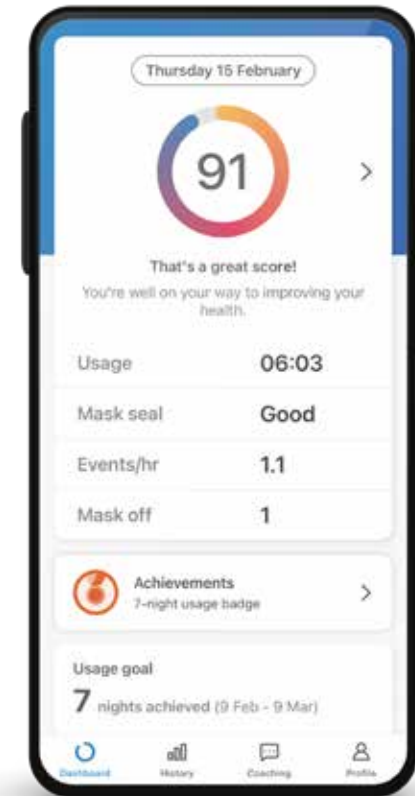 Thursday 15 February
91
That's a great score!
You're well on your way to improving your
health.
Usage 06:03
Mask seal Good
Events/hr 1.1
Mask off 1
Achievements
7-night usage badge
Usage goal
7 nights achieved (9 Feb - 9 Mar)
Dashboard History Coaching Profile